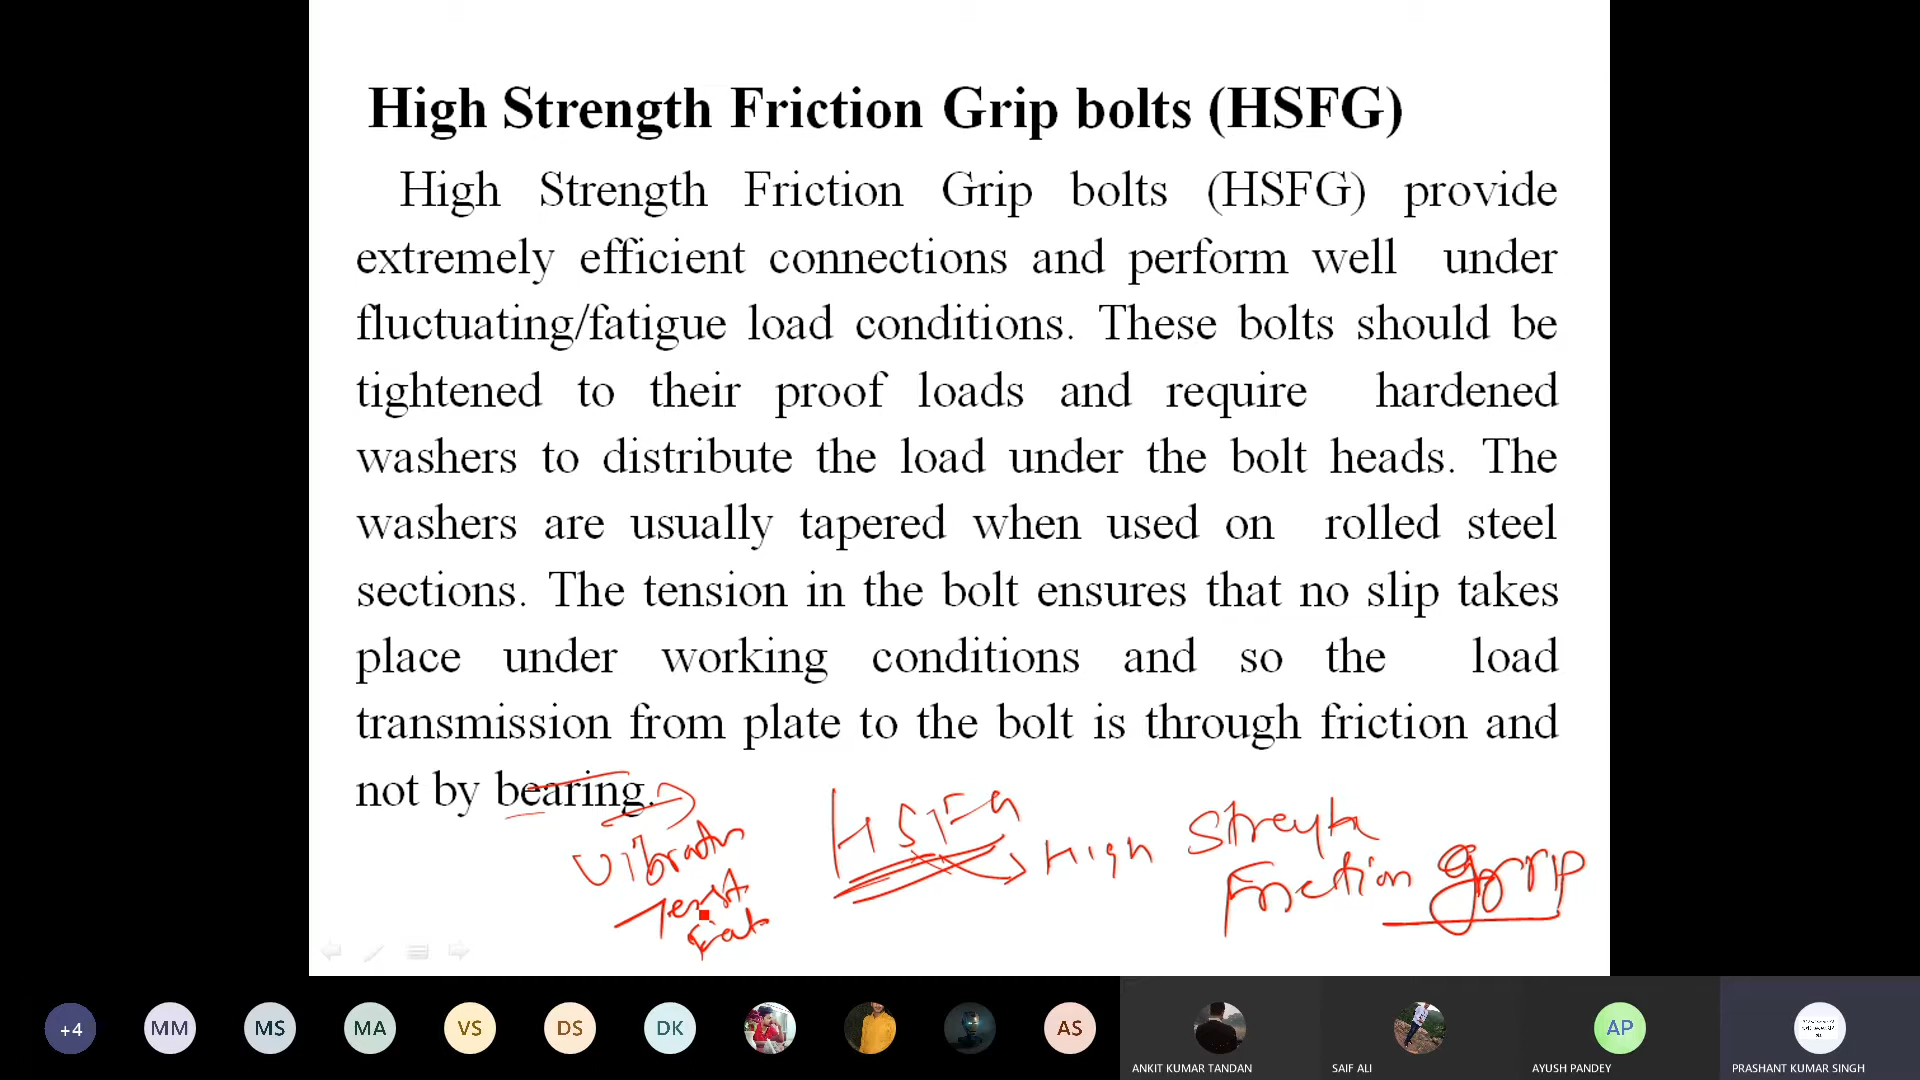 High Strength Friction Grip bolts (HSFG)
High Strength Friction Grip bolts (HSFG) provide
extremely efficient connections and perform well under
fluctuating/fatigue load conditions. These bolts should be
tightened to their proof loads and require hardened
washers to distribute the load under the bolt heads. The
washers are usually tapered when used on rolled steel
sections. The tension in the bolt ensures that no slip takes
place under working conditions and so the load
transmission from plate to the bolt is through friction and
not by bearing.
HSFG
High
Friction grip
+4
MM
MS
MA
VS
DS
DK
AS
AP
ANKIT KUMAR TANDAN
SAIF ALI
AYUSH PANDEY
PRASHANT KUMAR SINGH